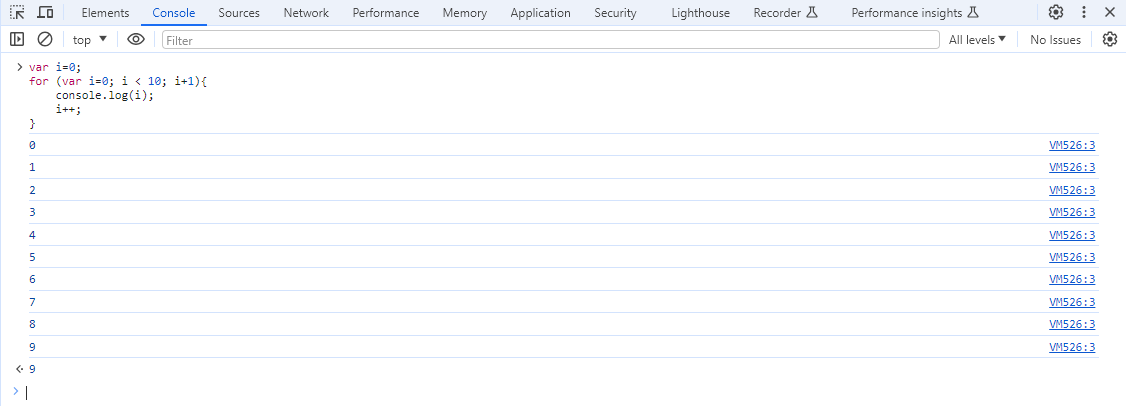 Elements Console Sources Network Performance Memory Application Security Lighthouse Recorder Performance insights
top Filter All levels No Issues
var i=0;
for (var i=0; i < 10; i+1){
    console.log(i);
    i++;
}
0 VM526:3
1 VM526:3
2 VM526:3
3 VM526:3
4 VM526:3
5 VM526:3
6 VM526:3
7 VM526:3
8 VM526:3
9 VM526:3
9